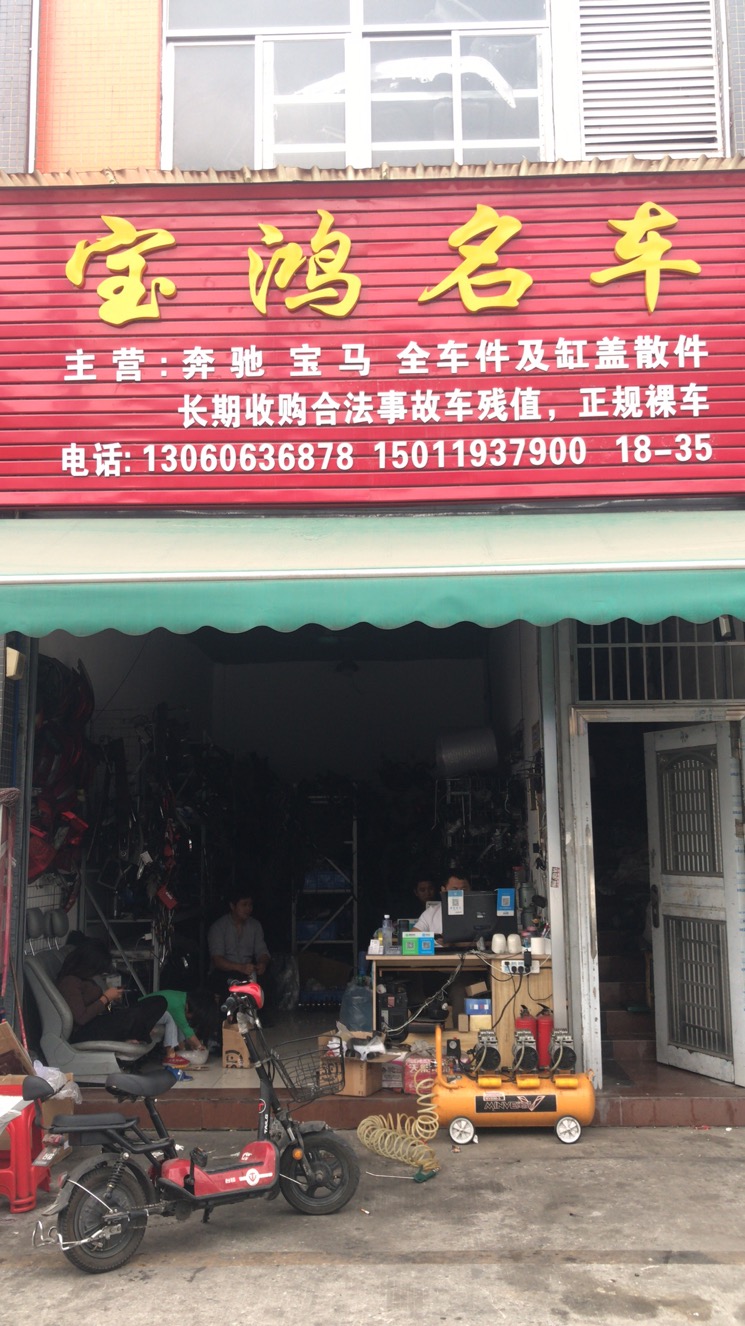 宝鸿名车
主营:奔驰 宝马 全车件及缸盖散件
长期收购合法事故车残值，正规裸车
电话: 13060636878 15011937900 18-35